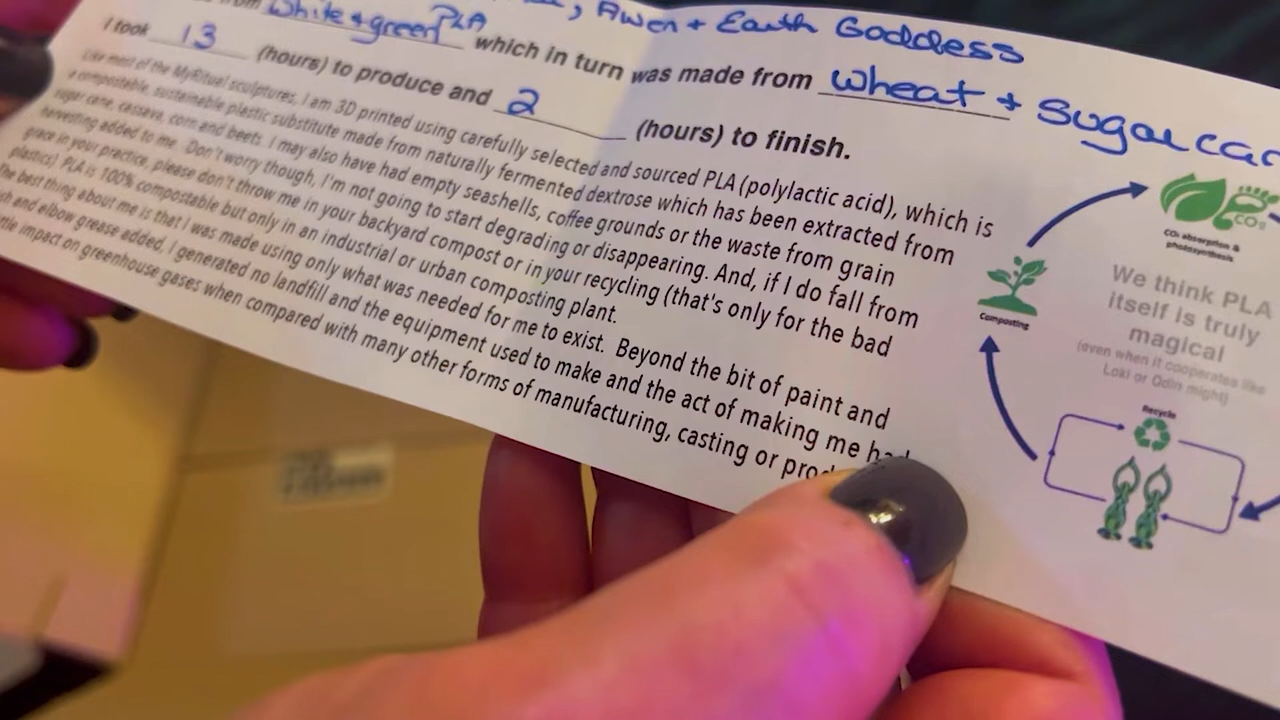 , Awen + Earth Goddess
from White & green PLA which in turn was made from wheat + Sugar
I took 13 (hours) to produce and 2 (hours) to finish.
Like most of the MyRitual sculptures, I am 3D printed using carefully selected and sourced PLA (polylactic acid), which is
a compostable, sustainable plastic substitute made from naturally fermented dextrose which has been extracted from
sugar cane, cassava, corn and beets. I may also have had empty seashells, coffee grounds or the waste from grain
harvesting added to me. Don't worry though, I'm not going to start degrading or disappearing. And, if I do fall from
grace in your practice, please don't throw me in your backyard compost or in your recycling (that's only for the bad
plastics) PLA is 100% compostable but only in an industrial or urban composting plant.
the best thing about me is that I was made using only what was needed for me to exist. Beyond the bit of paint and
and elbow grease added, I generated no landfill and the equipment used to make and the act of making me
impact on greenhouse gases when compared with many other forms of manufacturing, casting or
CO₂
CO₂ absorption &
photosynthesis
Composting
We think PLA
itself is truly
magical
(even when it cooperates like
Loki or Odin might)
Recycle